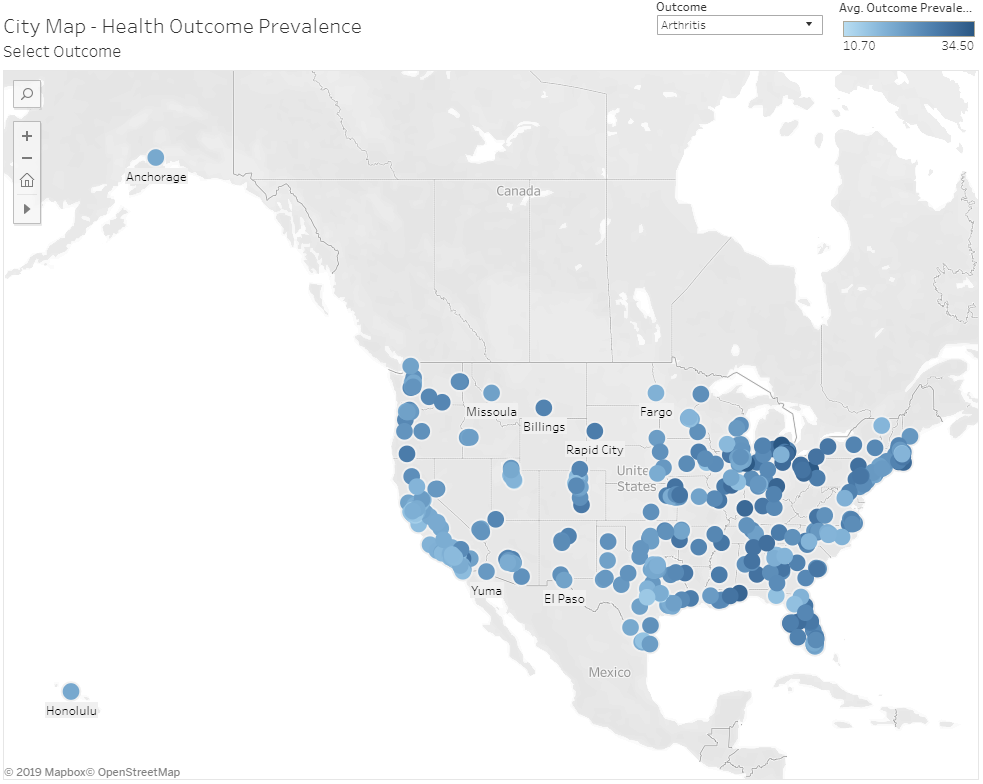 City Map - Health Outcome Prevalence
Select Outcome
Outcome
Arthritis
Avg. Outcome Prevale...
10.70 34.50
Anchorage
Canada
Missoula
Fargo
Billings
Rapid City
United
States
Yuma
El Paso
Mexico
Honolulu
© 2019 Mapbox© OpenStreetMap